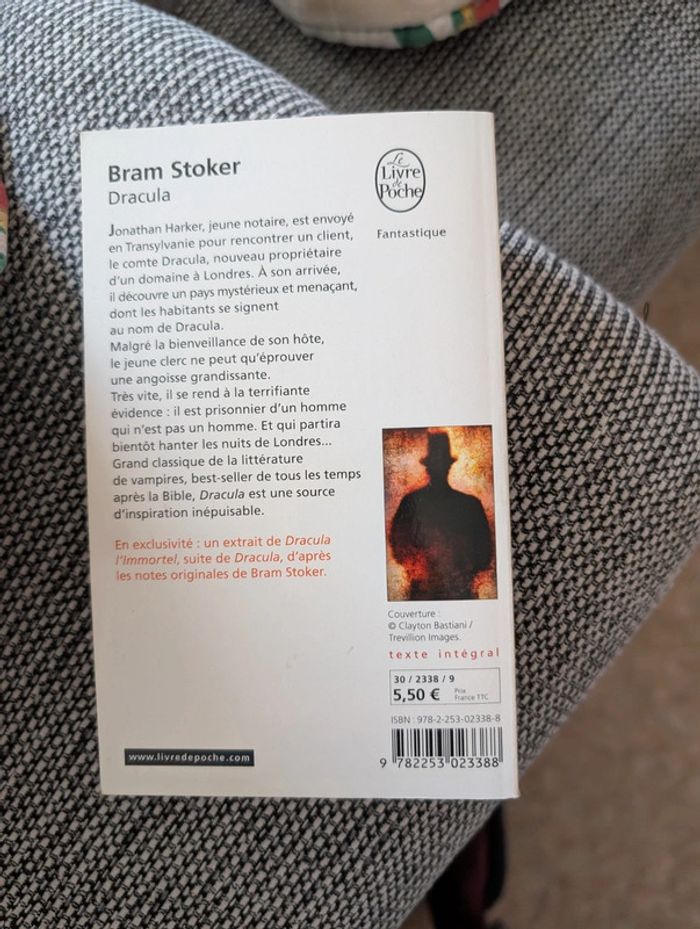 Bram Stoker
Dracula
Le
Livre
de
Poche
Fantastique
Jonathan Harker, jeune notaire, est envoyé
en Transylvanie pour rencontrer un client,
le comte Dracula, nouveau propriétaire
d'un domaine à Londres. À son arrivée,
il découvre un pays mystérieux et menaçant,
dont les habitants se signent
au nom de Dracula.
Malgré la bienveillance de son hôte,
le jeune clerc ne peut qu'éprouver
une angoisse grandissante.
Très vite, il se rend à la terrifiante
évidence : il est prisonnier d'un homme
qui n'est pas un homme. Et qui partira
bientôt hanter les nuits de Londres...
Grand classique de la littérature
de vampires, best-seller de tous les temps
après la Bible, Dracula est une source
d'inspiration inépuisable.
En exclusivité : un extrait de Dracula
l'Immortel, suite de Dracula, d'après
les notes originales de Bram Stoker.
Couverture :
© Clayton Bastiani /
Trevillion Images.
texte intégral
30 / 2338 / 9
5,50 €
Prix
France TTC
ISBN : 978-2-253-02338-8
9 782253 023388
www.livredepoche.com